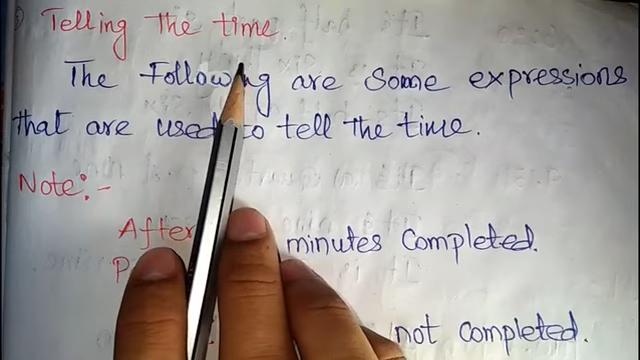 Telling The time.
The Following are Some expressions
that are used to tell the time.
Note:-
After minutes Completed.
not completed.